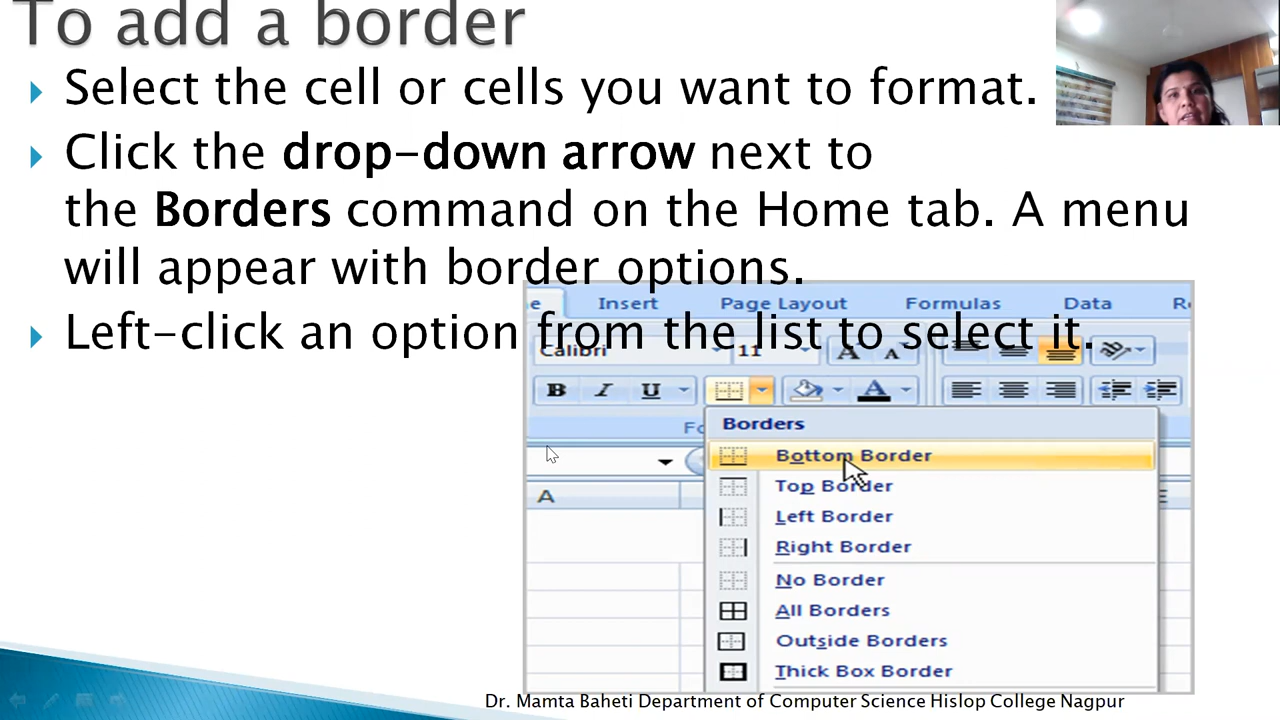 To add a border
Select the cell or cells you want to format.
Click the drop-down arrow next to
the Borders command on the Home tab. A menu
will appear with border options.
Left-click an option from the list to select it.
Insert Page Layout Formulas Data
Calibri 11 A A
B I U A
Borders
Bottom Border
A
Top Border
E
Left Border
Right Border
No Border
All Borders
Outside Borders
Thick Box Border
Dr. Mamta Baheti Department of Computer Science Hislop College Nagpur